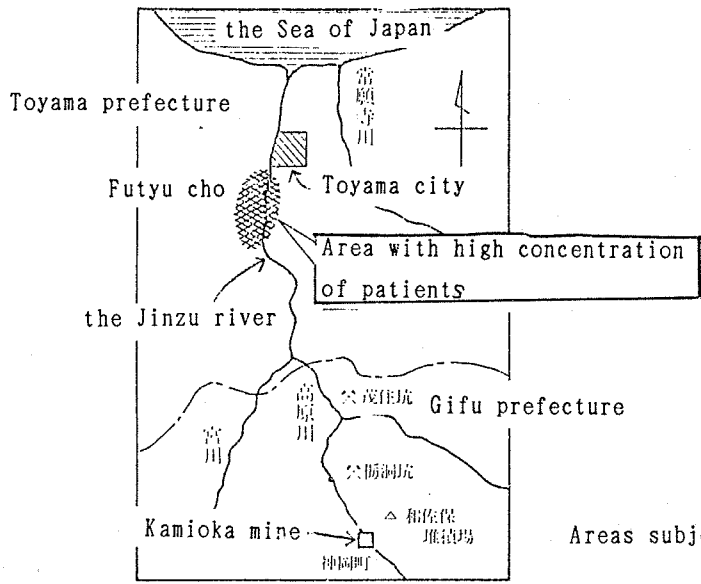 the Sea of Japan
Toyama prefecture
常願寺川
Futyu cho
Toyama city
Area with high concentration
of patients
the Jinzu river
Gifu prefecture
茂住坑
高原川
宮川
栃洞坑
和佐保
堆積場
Kamioka mine
神岡町
Areas subj